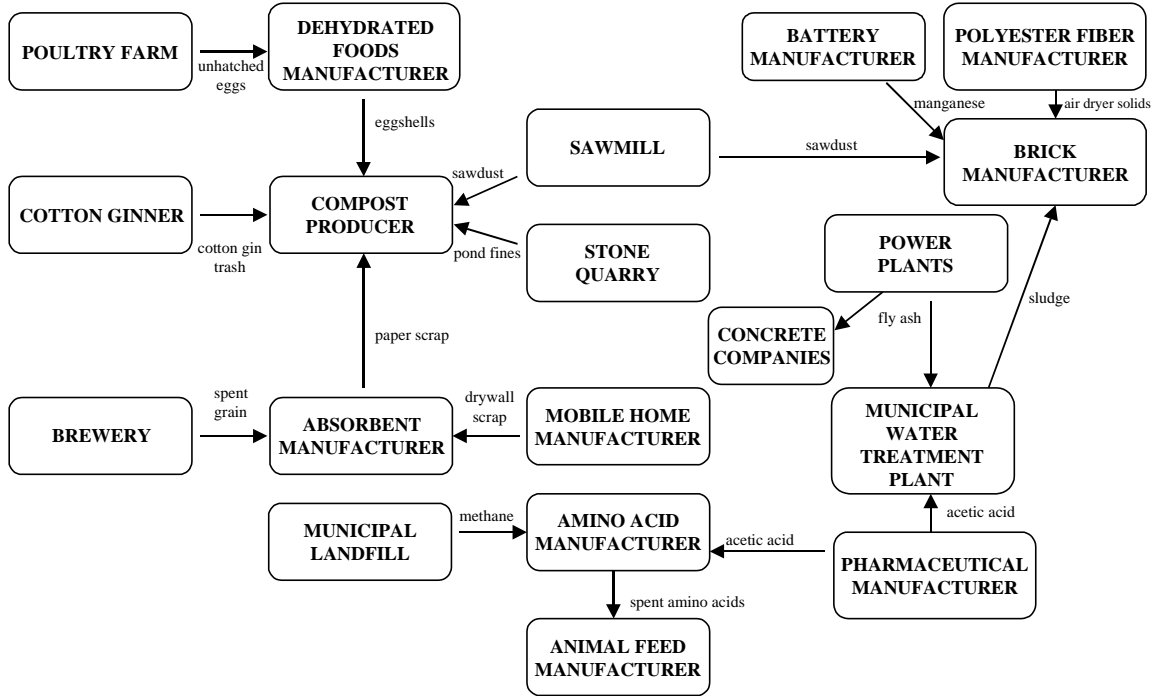 POULTRY FARM
unhatched
eggs
DEHYDRATED
FOODS
MANUFACTURER
BATTERY
MANUFACTURER
POLYESTER FIBER
MANUFACTURER
manganese
air dryer solids
eggshells
SAWMILL
sawdust
BRICK
MANUFACTURER
sawdust
COTTON GINNER
cotton gin
trash
COMPOST
PRODUCER
pond fines
STONE
QUARRY
POWER
PLANTS
fly ash
sludge
CONCRETE
COMPANIES
paper scrap
BREWERY
spent
grain
ABSORBENT
MANUFACTURER
drywall
scrap
MOBILE HOME
MANUFACTURER
MUNICIPAL
WATER
TREATMENT
PLANT
MUNICIPAL
LANDFILL
methane
AMINO ACID
MANUFACTURER
acetic acid
acetic acid
PHARMACEUTICAL
MANUFACTURER
spent amino acids
ANIMAL FEED
MANUFACTURER